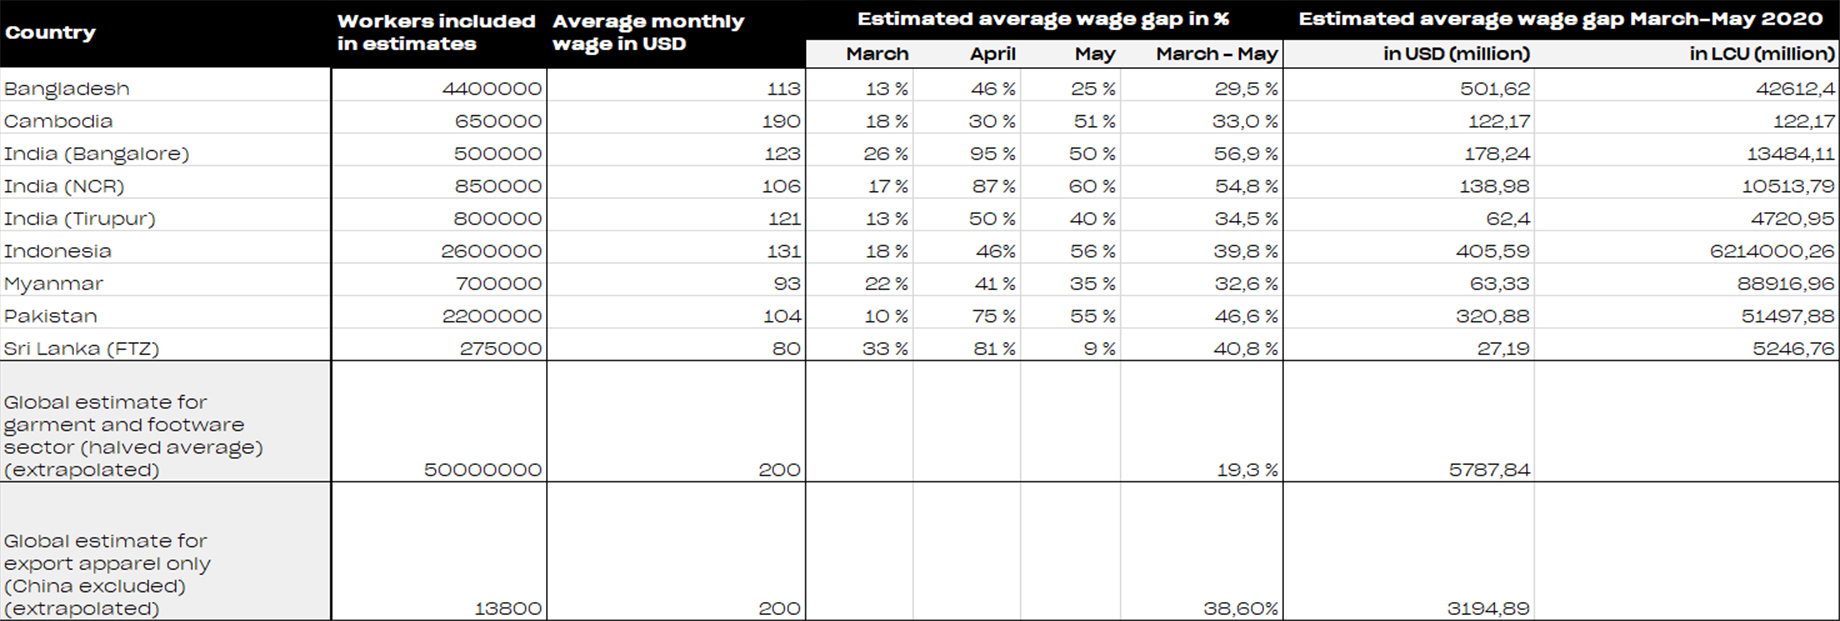 Country Workers included in estimates Average monthly wage in USD Estimated average wage gap in % Estimated average wage gap March-May 2020
March April May March - May in USD (million) in LCU (million)
Bangladesh 4400000 113 13 % 46 % 25 % 29,5 % 501,62 42612,4
Cambodia 650000 190 18 % 30 % 51 % 33,0 % 122,17 122,17
India (Bangalore) 500000 123 26 % 95 % 50 % 56,9 % 178,24 13484,11
India (NCR) 850000 106 17 % 87 % 60 % 54,8 % 138,98 10513,79
India (Tirupur) 800000 121 13 % 50 % 40 % 34,5 % 62,4 4720,95
Indonesia 2600000 131 18 % 46% 56 % 39,8 % 405,59 6214000,26
Myanmar 700000 93 22 % 41 % 35 % 32,6 % 63,33 88916,96
Pakistan 2200000 104 10 % 75 % 55 % 46,6 % 320,88 51497,88
Sri Lanka (FTZ) 275000 80 33 % 81 % 9 % 40,8 % 27,19 5246,76
Global estimate for
garment and footware
sector (halved average)
(extrapolated) 50000000 200 19,3 % 5787,84
Global estimate for
export apparel only
(China excluded)
(extrapolated) 13800 200 38,60% 3194,89